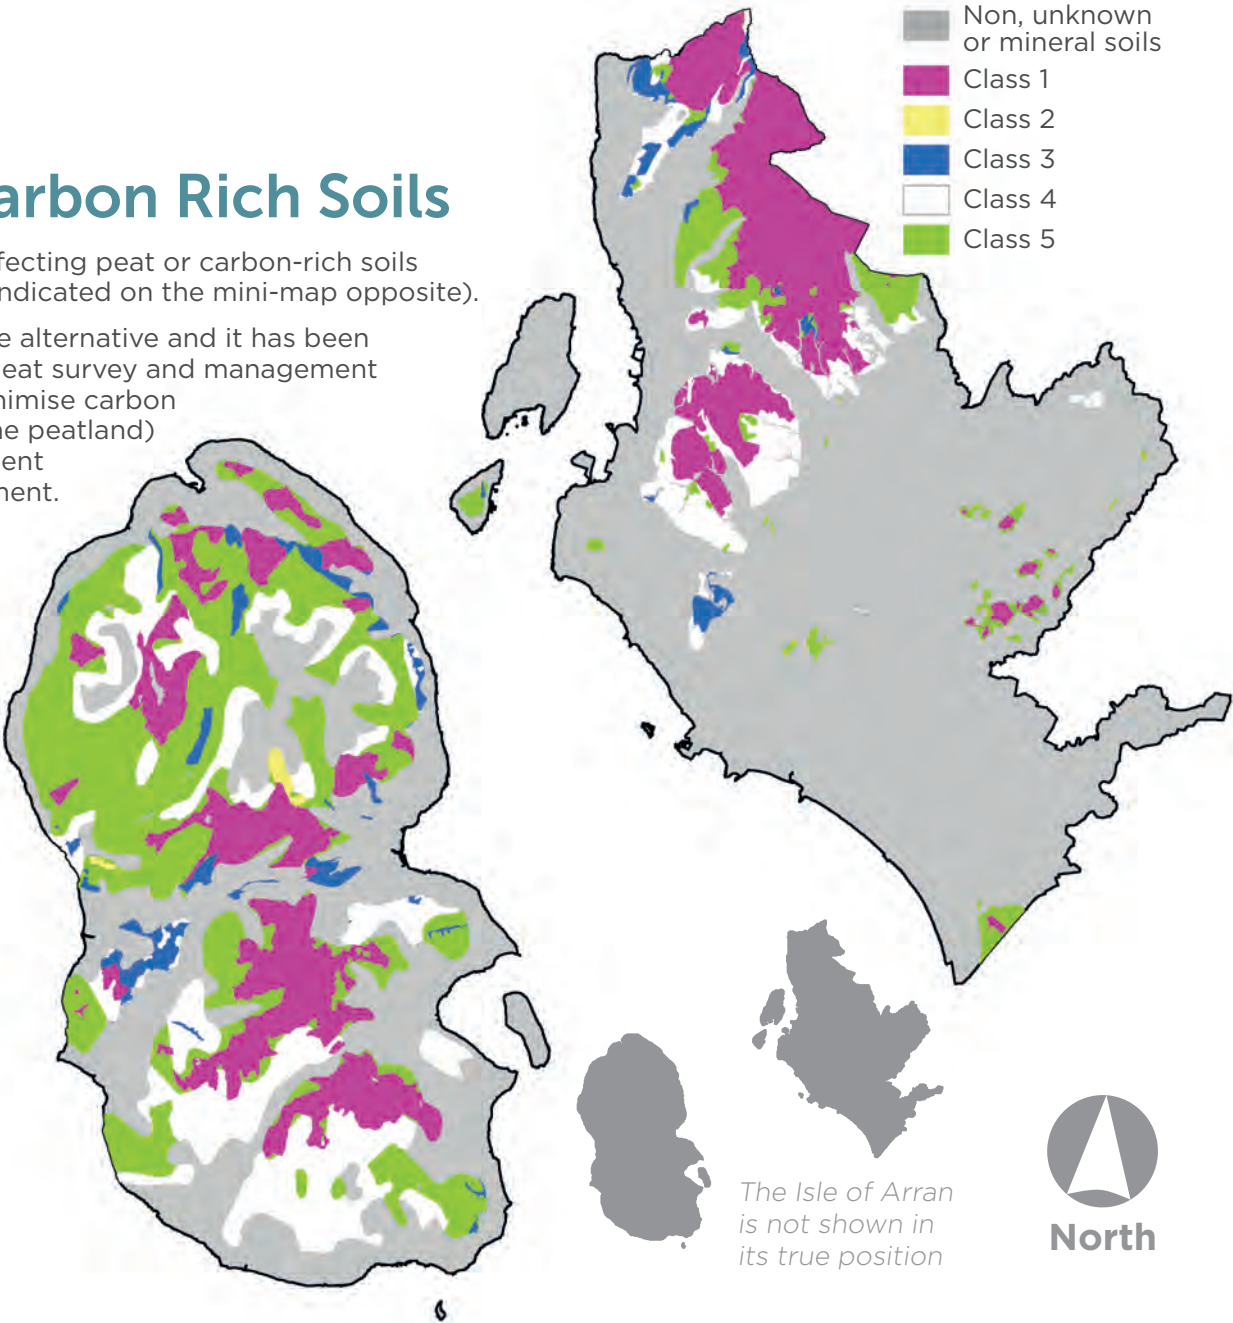 Non, unknown
or mineral soils
Class 1
Class 2
Class 3
Class 4
Class 5
arbon Rich Soils
fecting peat or carbon-rich soils
ndicated on the mini-map opposite).
e alternative and it has been
eat survey and management
nimise carbon
ne peatland)
ent
ment.
The Isle of Arran
is not shown in
its true position
North